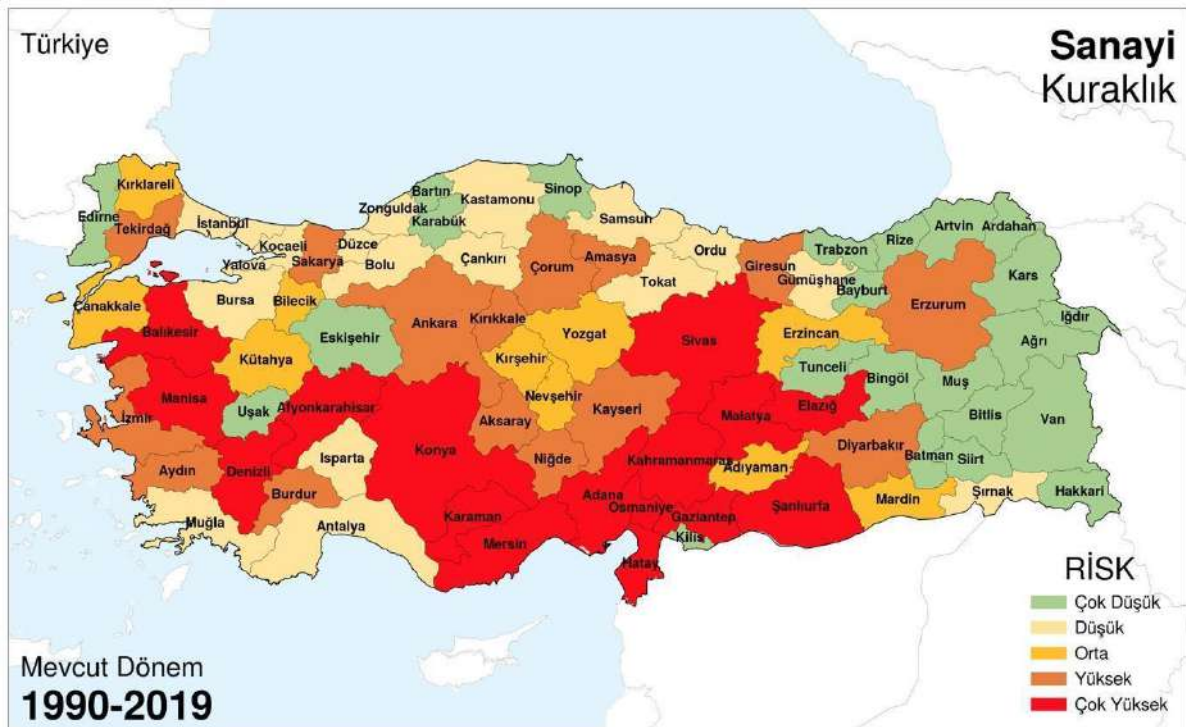 Türkiye
Sanayi
Kuraklık
Kırklareli
Edirne
Tekirdağ
İstanbul
Kocaeli
Yalova
Sakarya
Düzce
Bolu
Zonguldak
Bartın
Karabük
Kastamonu
Sinop
Çankırı
Samsun
Çorum
Amasya
Ordu
Tokat
Giresun
Gümüşhane
Trabzon
Bayburt
Rize
Artvin
Ardahan
Kars
Erzurum
Iğdır
Ağrı
Çanakkale
Balıkesir
Bursa
Bilecik
Kütahya
Eskişehir
Ankara
Kırıkkale
Yozgat
Kırşehir
Nevşehir
Sivas
Erzincan
Tunceli
Bingöl
Muş
Bitlis
Van
Manisa
İzmir
Uşak
Afyonkarahisar
Konya
Aksaray
Kayseri
Niğde
Malatya
Elazığ
Diyarbakır
Batman
Siirt
Aydın
Denizli
Isparta
Burdur
Muğla
Antalya
Karaman
Mersin
Adana
Osmaniye
Kahramanmaraş
Adıyaman
Gaziantep
Kilis
Hatay
Şanlıurfa
Mardin
Şırnak
Hakkari
RİSK
Çok Düşük
Düşük
Orta
Yüksek
Çok Yüksek
Mevcut Dönem
1990-2019